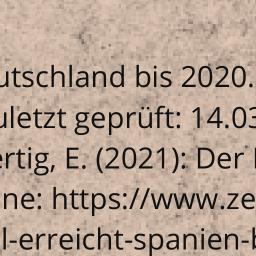 utschland bis 2020.
uletzt geprüft: 14.03
ertig, E. (2021): Der
ne: https://www.ze
l-erreicht-spanien-